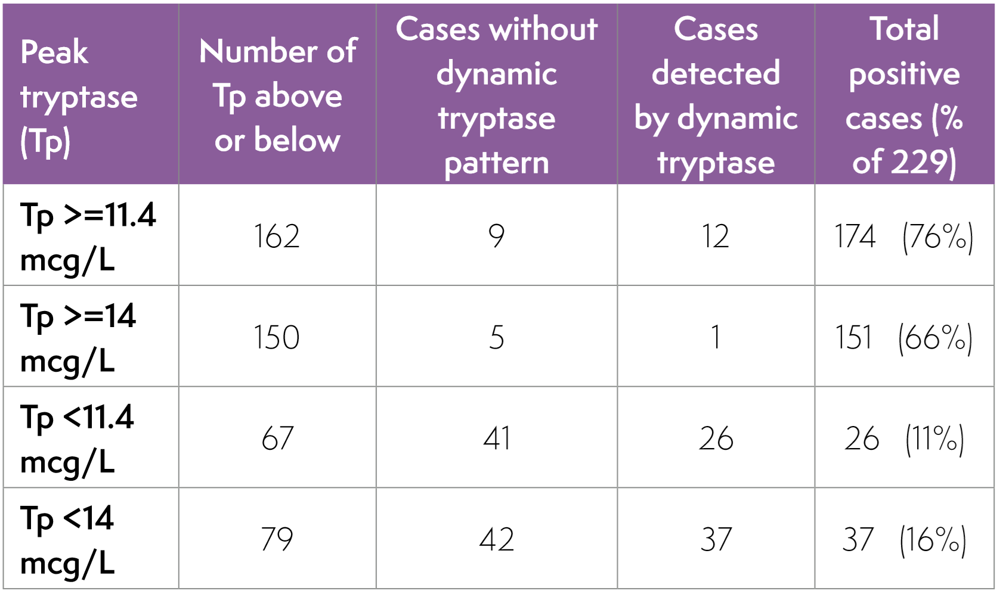 Peak
tryptase
(Tp)
Number of
Tp above
or below
Cases without
dynamic
tryptase
pattern
Cases
detected
by dynamic
tryptase
Total
positive
cases (%
of 229)
Tp >=11.4
mcg/L
162
9
12
174 (76%)
Tp >=14
mcg/L
150
5
1
151 (66%)
Tp <11.4
mcg/L
67
41
26
26 (11%)
Tp <14
mcg/L
79
42
37
37 (16%)